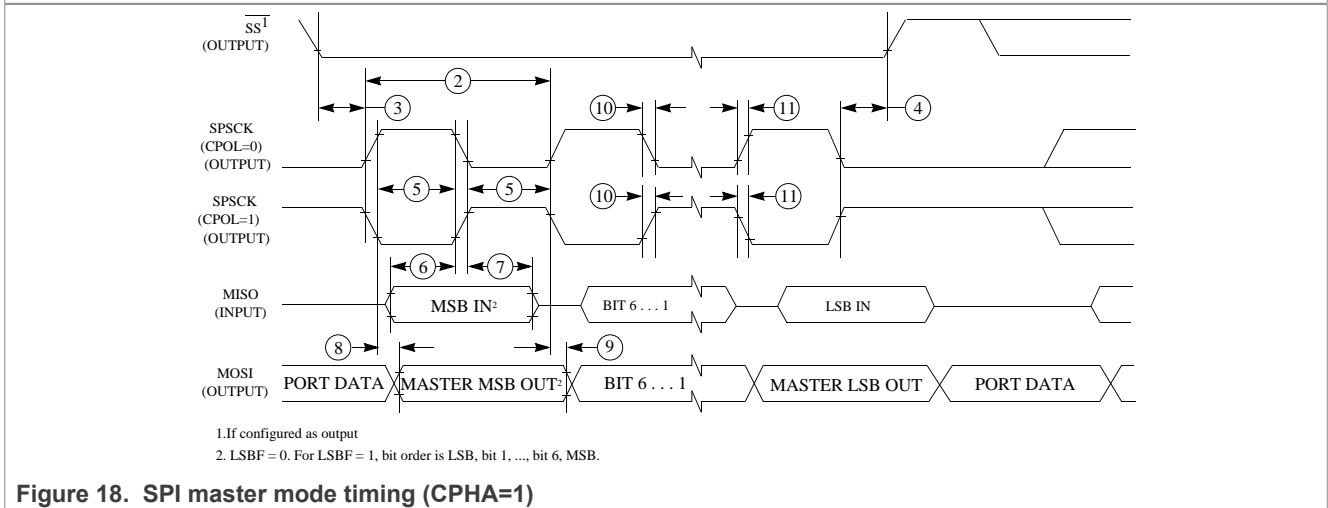 SS1
(OUTPUT)
2
3
10
11
4
SPSCK
(CPOL=0)
(OUTPUT)
5
5
SPSCK
(CPOL=1)
(OUTPUT)
10
11
6
7
MISO
(INPUT)
MSB IN2
BIT 6 . . . 1
LSB IN
8
9
MOSI
(OUTPUT)
PORT DATA
MASTER MSB OUT2
BIT 6 . . . 1
MASTER LSB OUT
PORT DATA
1.If configured as output
2. LSBF = 0. For LSBF = 1, bit order is LSB, bit 1, ..., bit 6, MSB.
Figure 18. SPI master mode timing (CPHA=1)